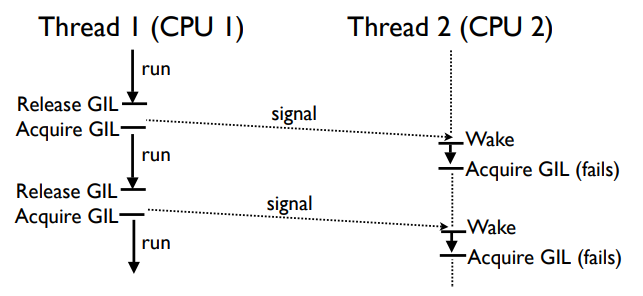 Thread 1 (CPU 1)
Thread 2 (CPU 2)
run
Release GIL
signal
Acquire GIL
Wake
run
Acquire GIL (fails)
Release GIL
signal
Acquire GIL
Wake
run
Acquire GIL (fails)